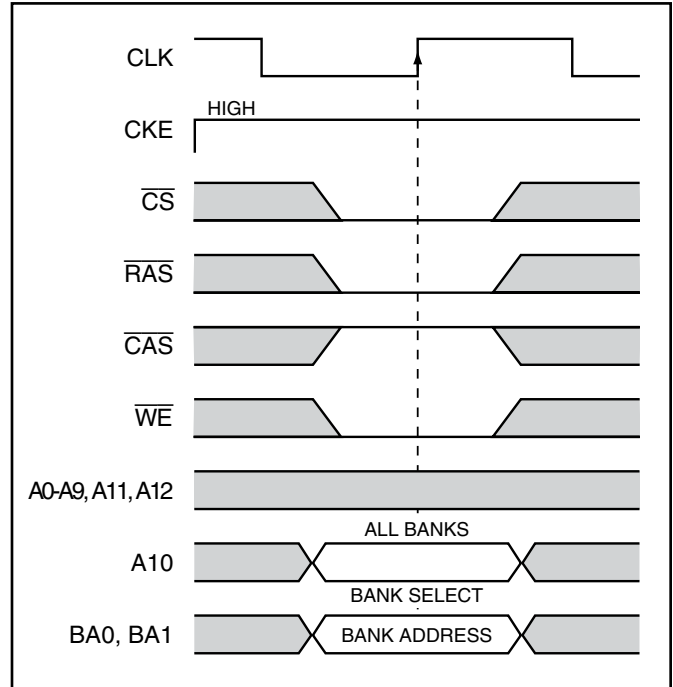 CLK
CKE
HIGH
CS
RAS
CAS
WE
A0-A9, A11, A12
ALL BANKS
A10
BANK SELECT
BA0, BA1
BANK ADDRESS